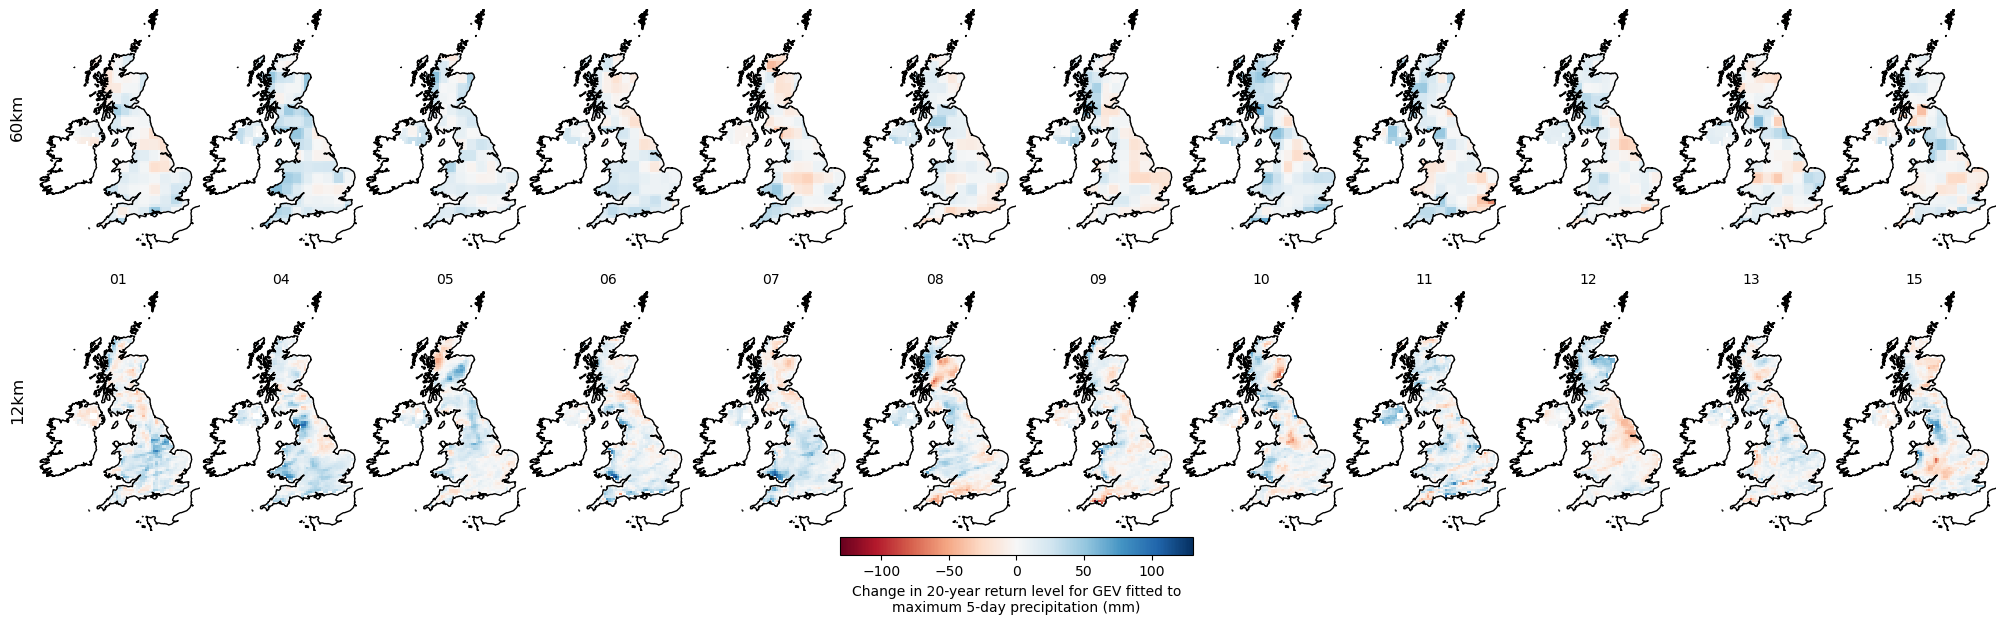 60km
01 04 05 06 07 08 09 10 11 12 13 15
12km
−100 −50 0 50 100
Change in 20-year return level for GEV fitted to
maximum 5-day precipitation (mm)